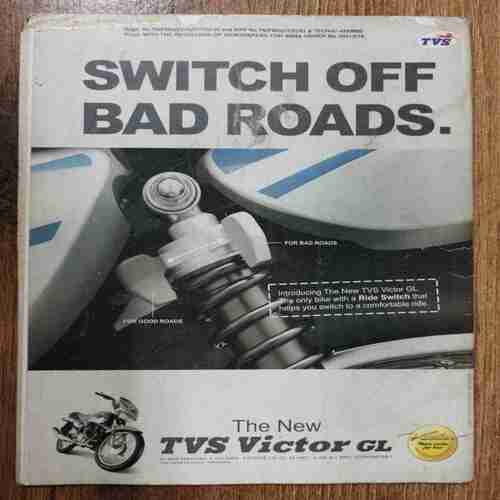 TVS
SWITCH OFF
BAD ROADS.
FOR BAD ROADS
Introducing The New TVS Victor GL.
The only bike with a Ride Switch that
helps you switch to a comfortable ride.
FOR GOOD ROADS
The New
TVS Victor GL